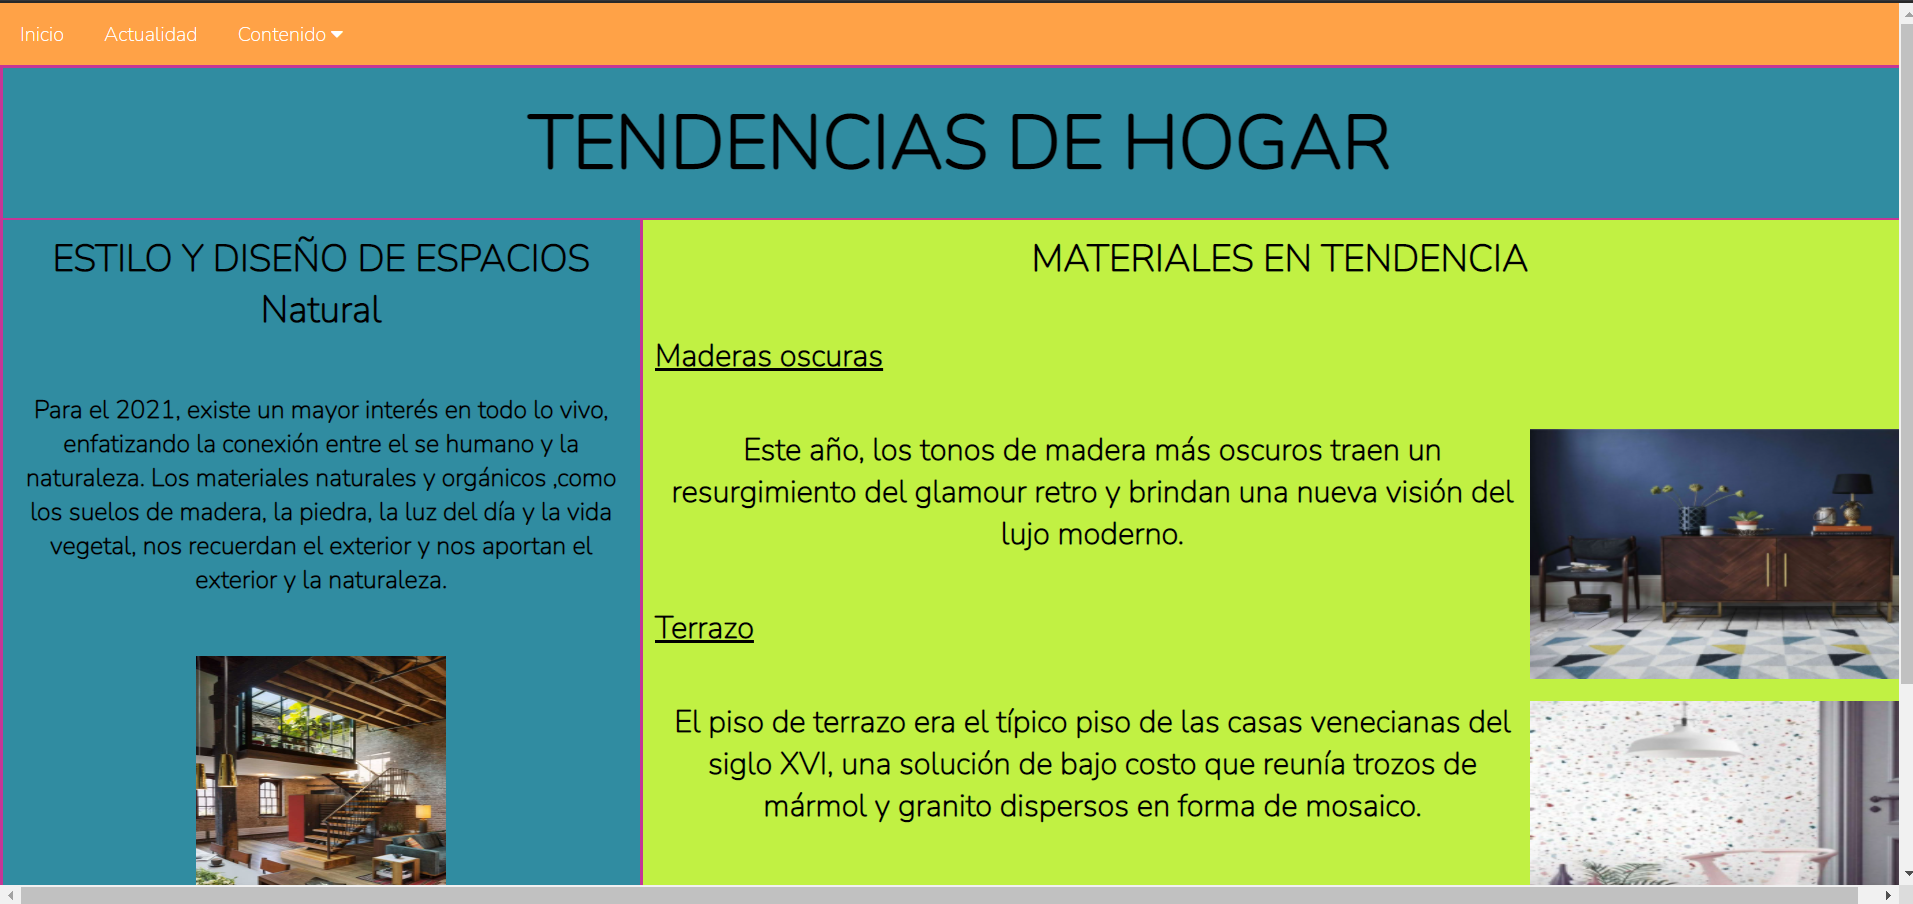 Inicio
Actualidad
Contenido
TENDENCIAS DE HOGAR
ESTILO Y DISEÑO DE ESPACIOS
Natural
Para el 2021, existe un mayor interés en todo lo vivo,
enfatizando la conexión entre el se humano y la
naturaleza. Los materiales naturales y orgánicos ,como
los suelos de madera, la piedra, la luz del día y la vida
vegetal, nos recuerdan el exterior y nos aportan el
exterior y la naturaleza.
MATERIALES EN TENDENCIA
Maderas oscuras
Este año, los tonos de madera más oscuros traen un
resurgimiento del glamour retro y brindan una nueva visión del
lujo moderno.
Terrazo
El piso de terrazo era el típico piso de las casas venecianas del
siglo XVI, una solución de bajo costo que reunía trozos de
mármol y granito dispersos en forma de mosaico.